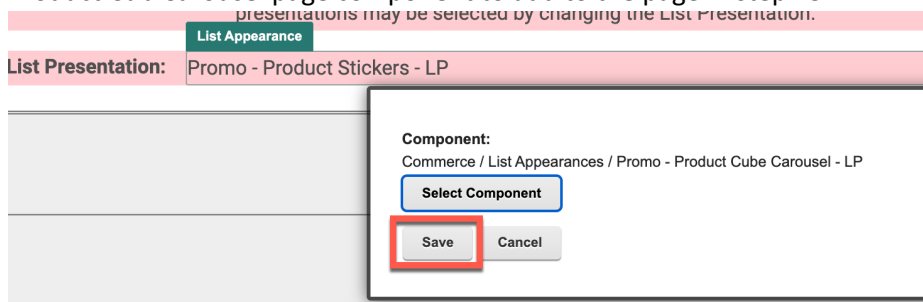 presentations may be selected by changing the List Presentation.
List Appearance
List Presentation:
Promo - Product Stickers - LP
Component:
Commerce / List Appearances / Promo - Product Cube Carousel - LP
Select Component
Save
Cancel